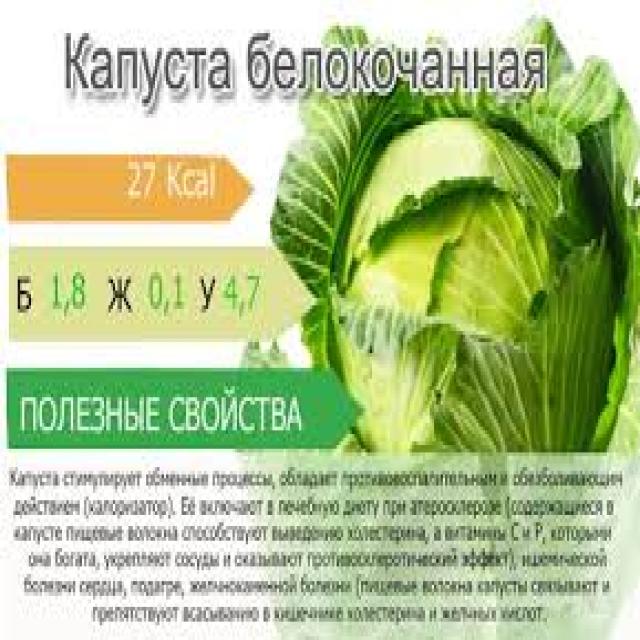 Капуста белокочанная
27 Kcal
Б 1,8 Ж 0,1 У 4,7
ПОЛЕЗНЫЕ СВОЙСТВА
Капуста стимулирует обменные процессы, обладает противовоспалительным и обезболивающим
действием (калоризатор). Её включают в лечебную диету при атеросклерозе (содержащиеся в
капусте пищевые волокна способствуют выведению холестерина, а витамины С и Р, которыми
она богата, укрепляют сосуды и оказывают противосклеротический эффект), ишемической
болезни сердца, подагре, желчнокаменной болезни (пищевые волокна капусты связывают и
препятствуют всасыванию в кишечнике холестерина и желчных кислот.